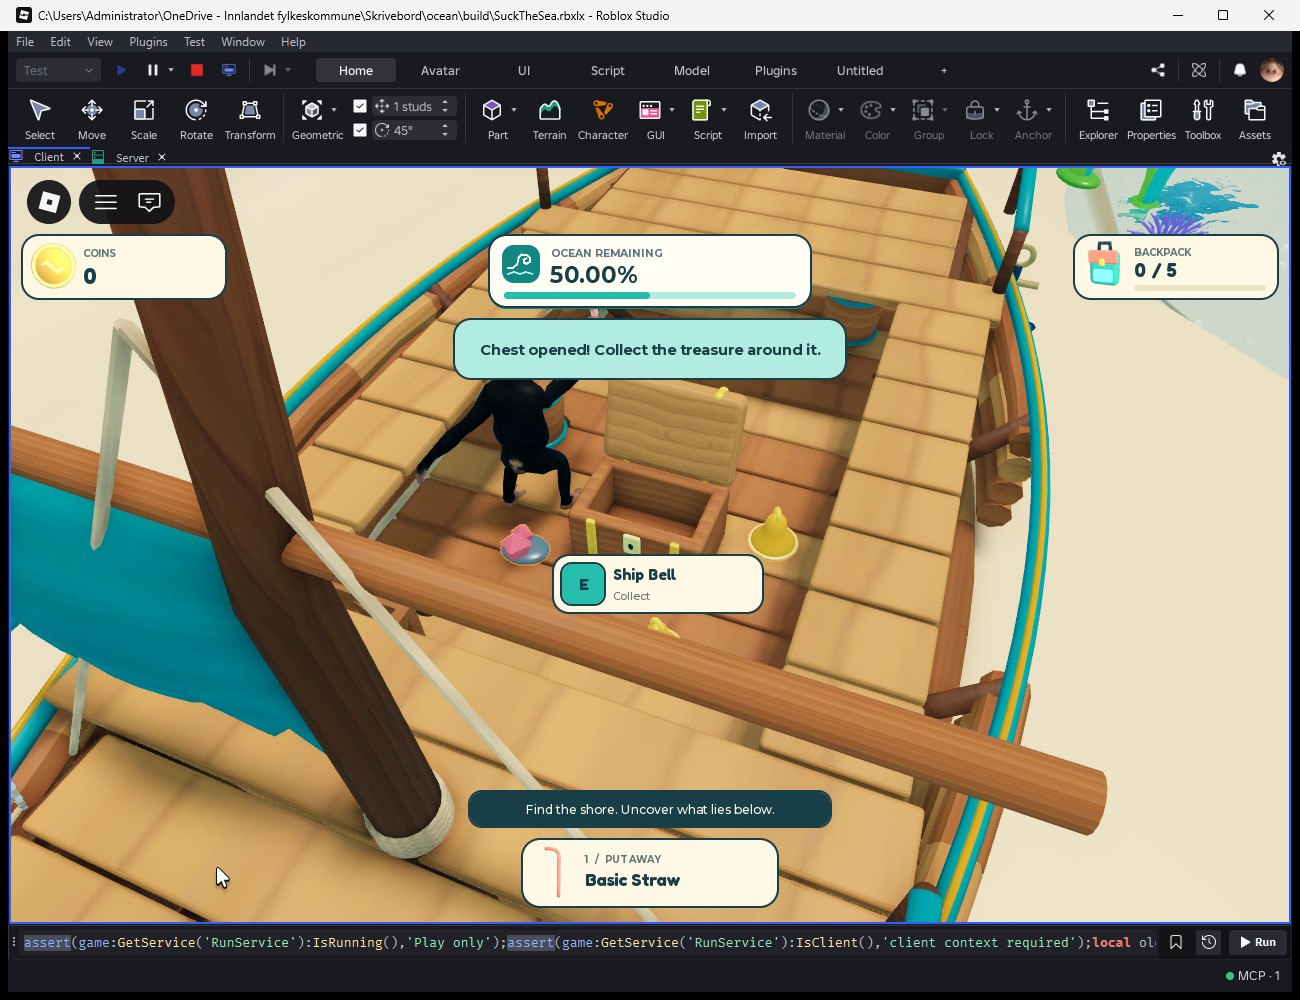 C:\Users\Administrator\OneDrive - Innlandet fylkeskommune\Skrivebord\ocean\build\SuckTheSea.rbxlx - Roblox Studio
File Edit View Plugins Test Window Help
Test Home Avatar UI Script Model Plugins Untitled +
1 studs
45°
Select Move Scale Rotate Transform Geometric Part Terrain Character GUI Script Import Material Color Group Lock Anchor Explorer Properties Toolbox Assets
Client Server
COINS
0
OCEAN REMAINING
50.00%
BACKPACK
0 / 5
Chest opened! Collect the treasure around it.
E
Ship Bell
Collect
Find the shore. Uncover what lies below.
1 / PUT AWAY
Basic Straw
assert(game:GetService('RunService'):IsRunning(),'Play only');assert(game:GetService('RunService'):IsClient(),'client context required');local
Run
MCP · 1